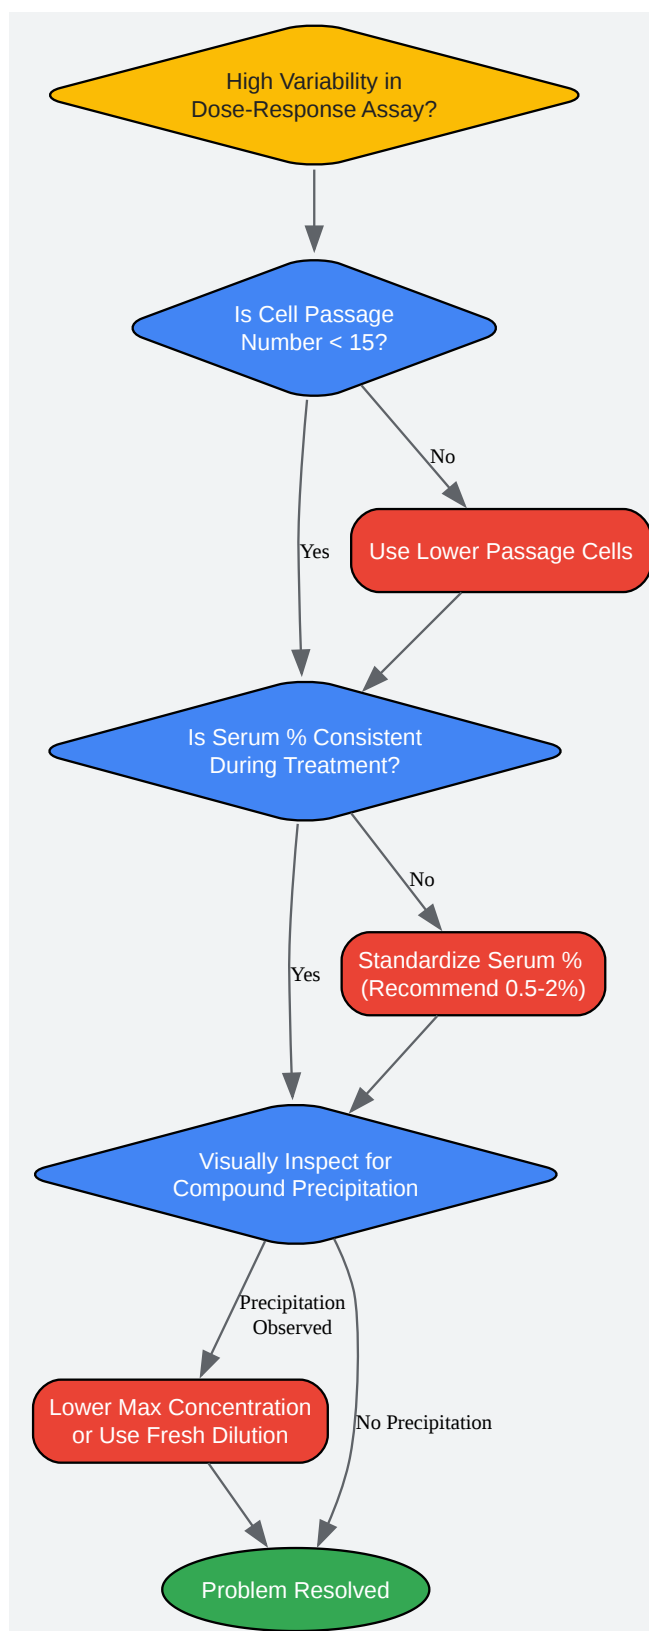 High Variability in
Dose-Response Assay?
Is Cell Passage
Number < 15?
No
Yes
Use Lower Passage Cells
Is Serum % Consistent
During Treatment?
No
Yes
Standardize Serum %
(Recommend 0.5-2%)
Visually Inspect for
Compound Precipitation
Precipitation
Observed
Lower Max Concentration
or Use Fresh Dilution
No Precipitation
Problem Resolved